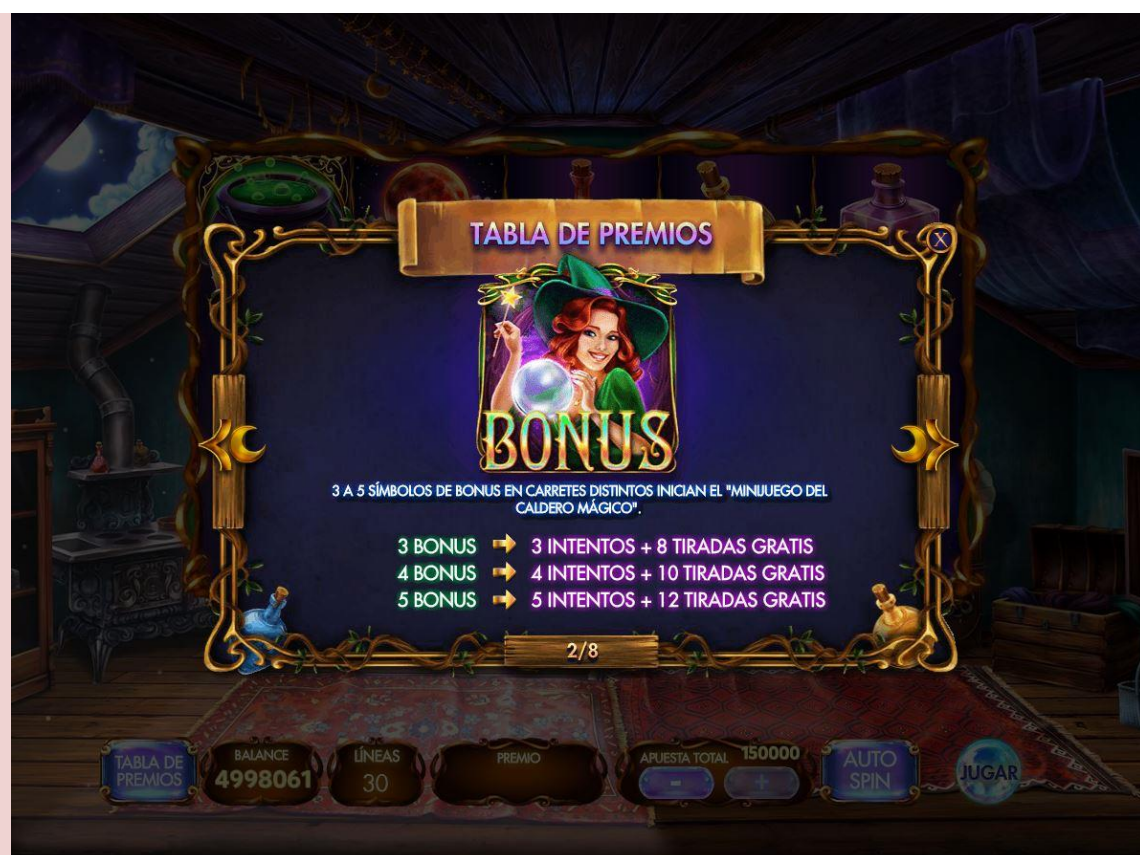 TABLA DE PREMIOS
X
BONUS
3 A 5 SÍMBOLOS DE BONUS EN CARRETES DISTINTOS INICIAN EL "MINIJUEGO DEL
CALDERO MÁGICO".
3 BONUS 3 INTENTOS + 8 TIRADAS GRATIS
4 BONUS 4 INTENTOS + 10 TIRADAS GRATIS
5 BONUS 5 INTENTOS + 12 TIRADAS GRATIS
2/8
TABLA DE
PREMIOS
BALANCE
4998061
LÍNEAS
30
PREMIO
APUESTA TOTAL 150000
- +
AUTO
SPIN
JUGAR